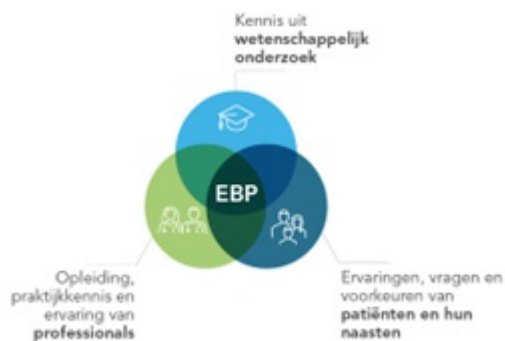 Kennis uit
wetenschappelijk
onderzoek
EBP
Opleiding,
praktijkkennis en
ervaring van
professionals
Ervaringen, vragen en
voorkeuren van
patiënten en hun
naasten